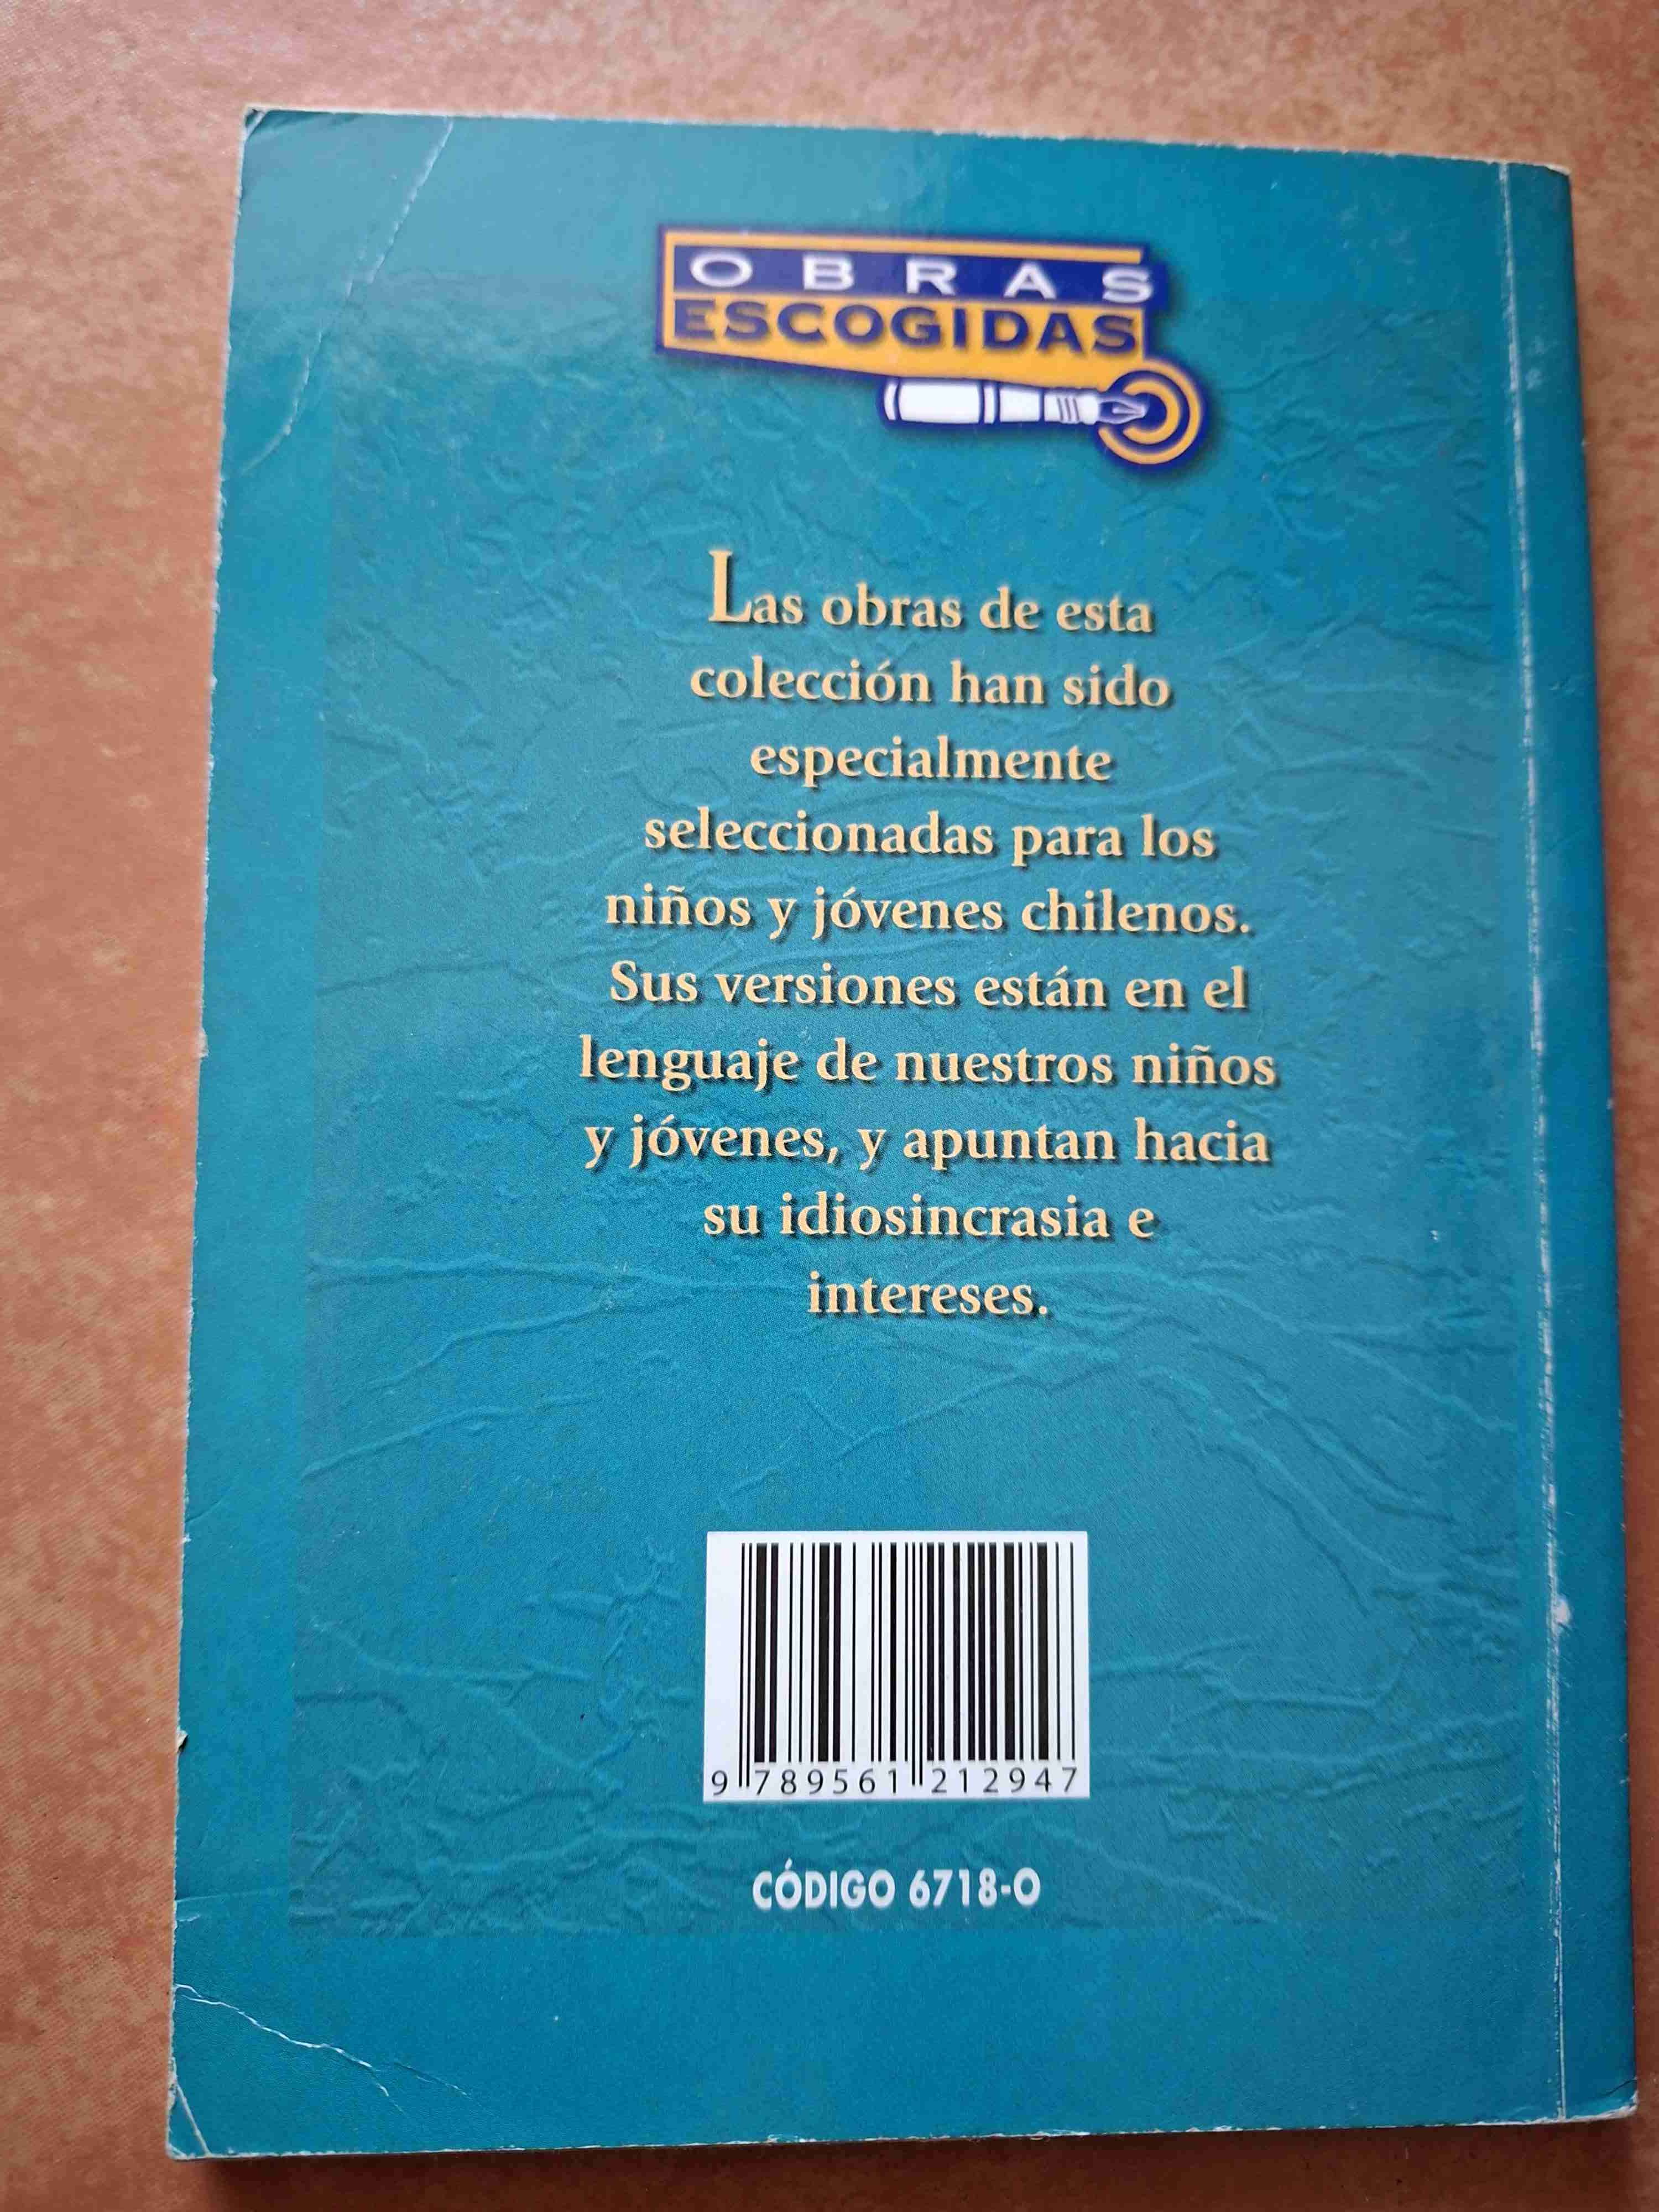 OBRAS
ESCOGIDAS
Las obras de esta
colección han sido
especialmente
seleccionadas para los
niños y jóvenes chilenos.
Sus versiones están en el
lenguaje de nuestros niños
y jóvenes, y apuntan hacia
su idiosincrasia e
intereses.
9 789561 212947
CÓDIGO 6718-O